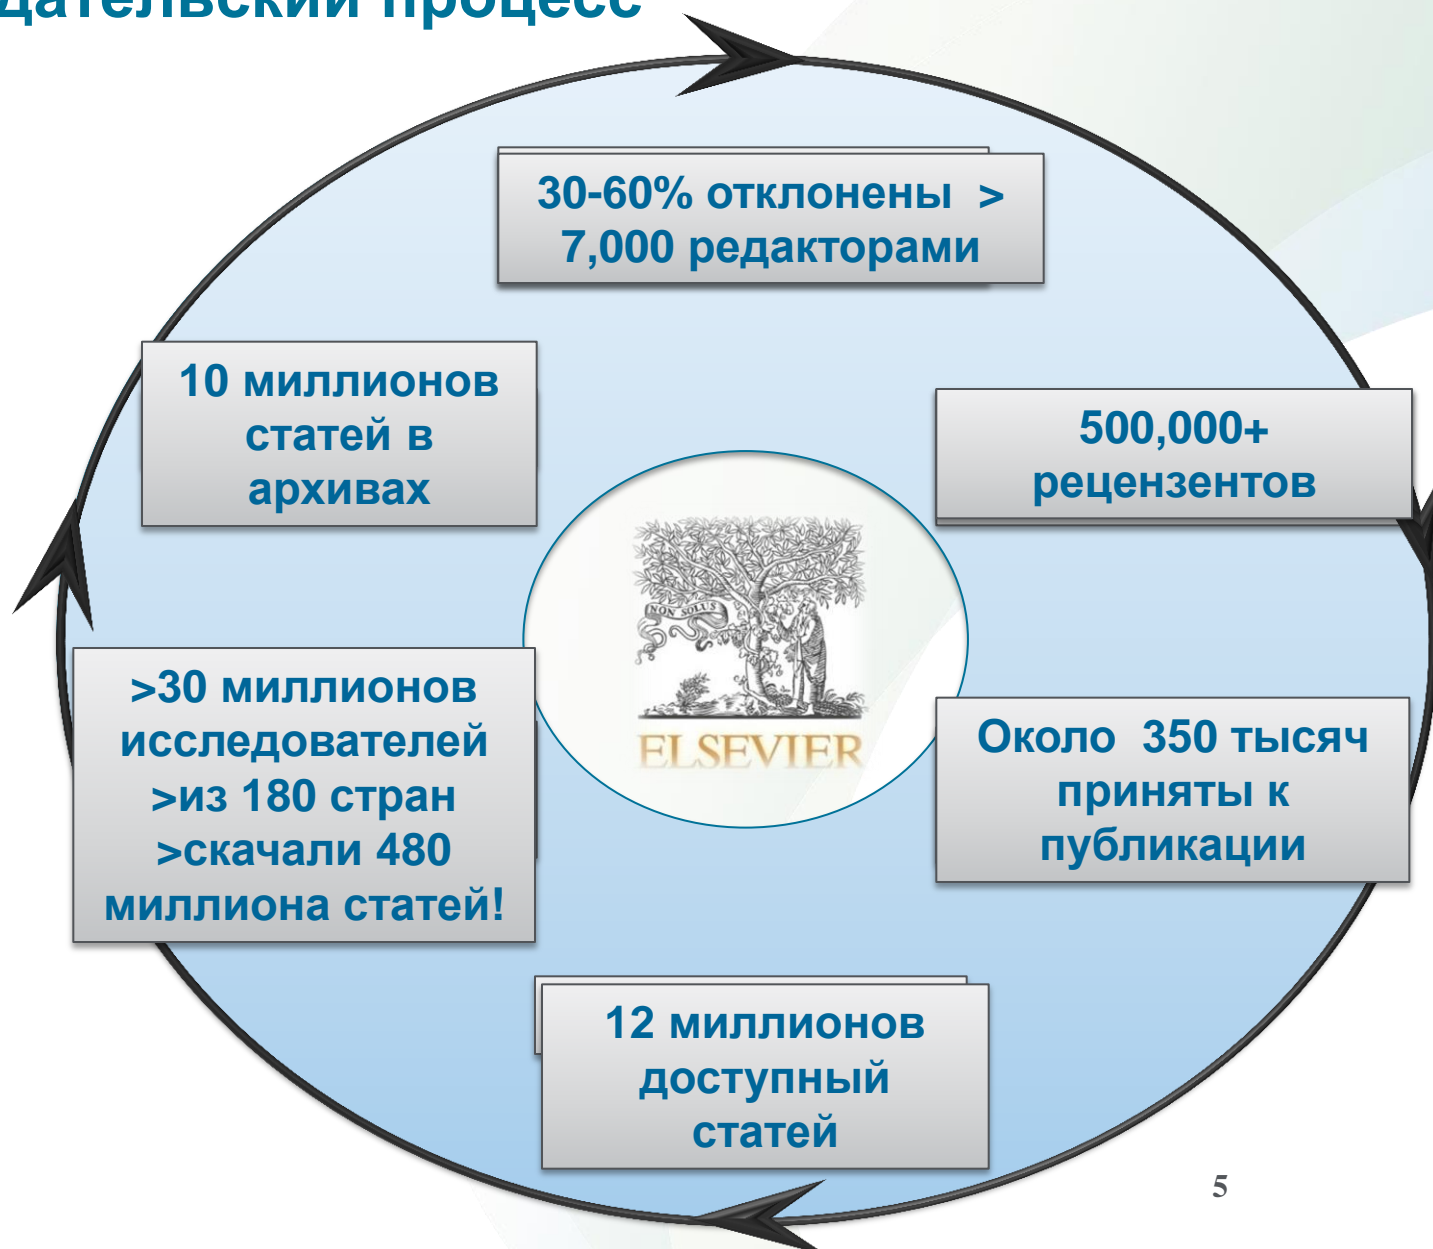 дательский процесс
30-60% отклонены >
7,000 редакторами
10 миллионов
статей в
архивах
500,000+
рецензентов
NON SOLUS
ELSEVIER
>30 миллионов
исследователей
>из 180 стран
>скачали 480
миллиона статей!
Около 350 тысяч
приняты к
публикации
12 миллионов
доступный
статей
5